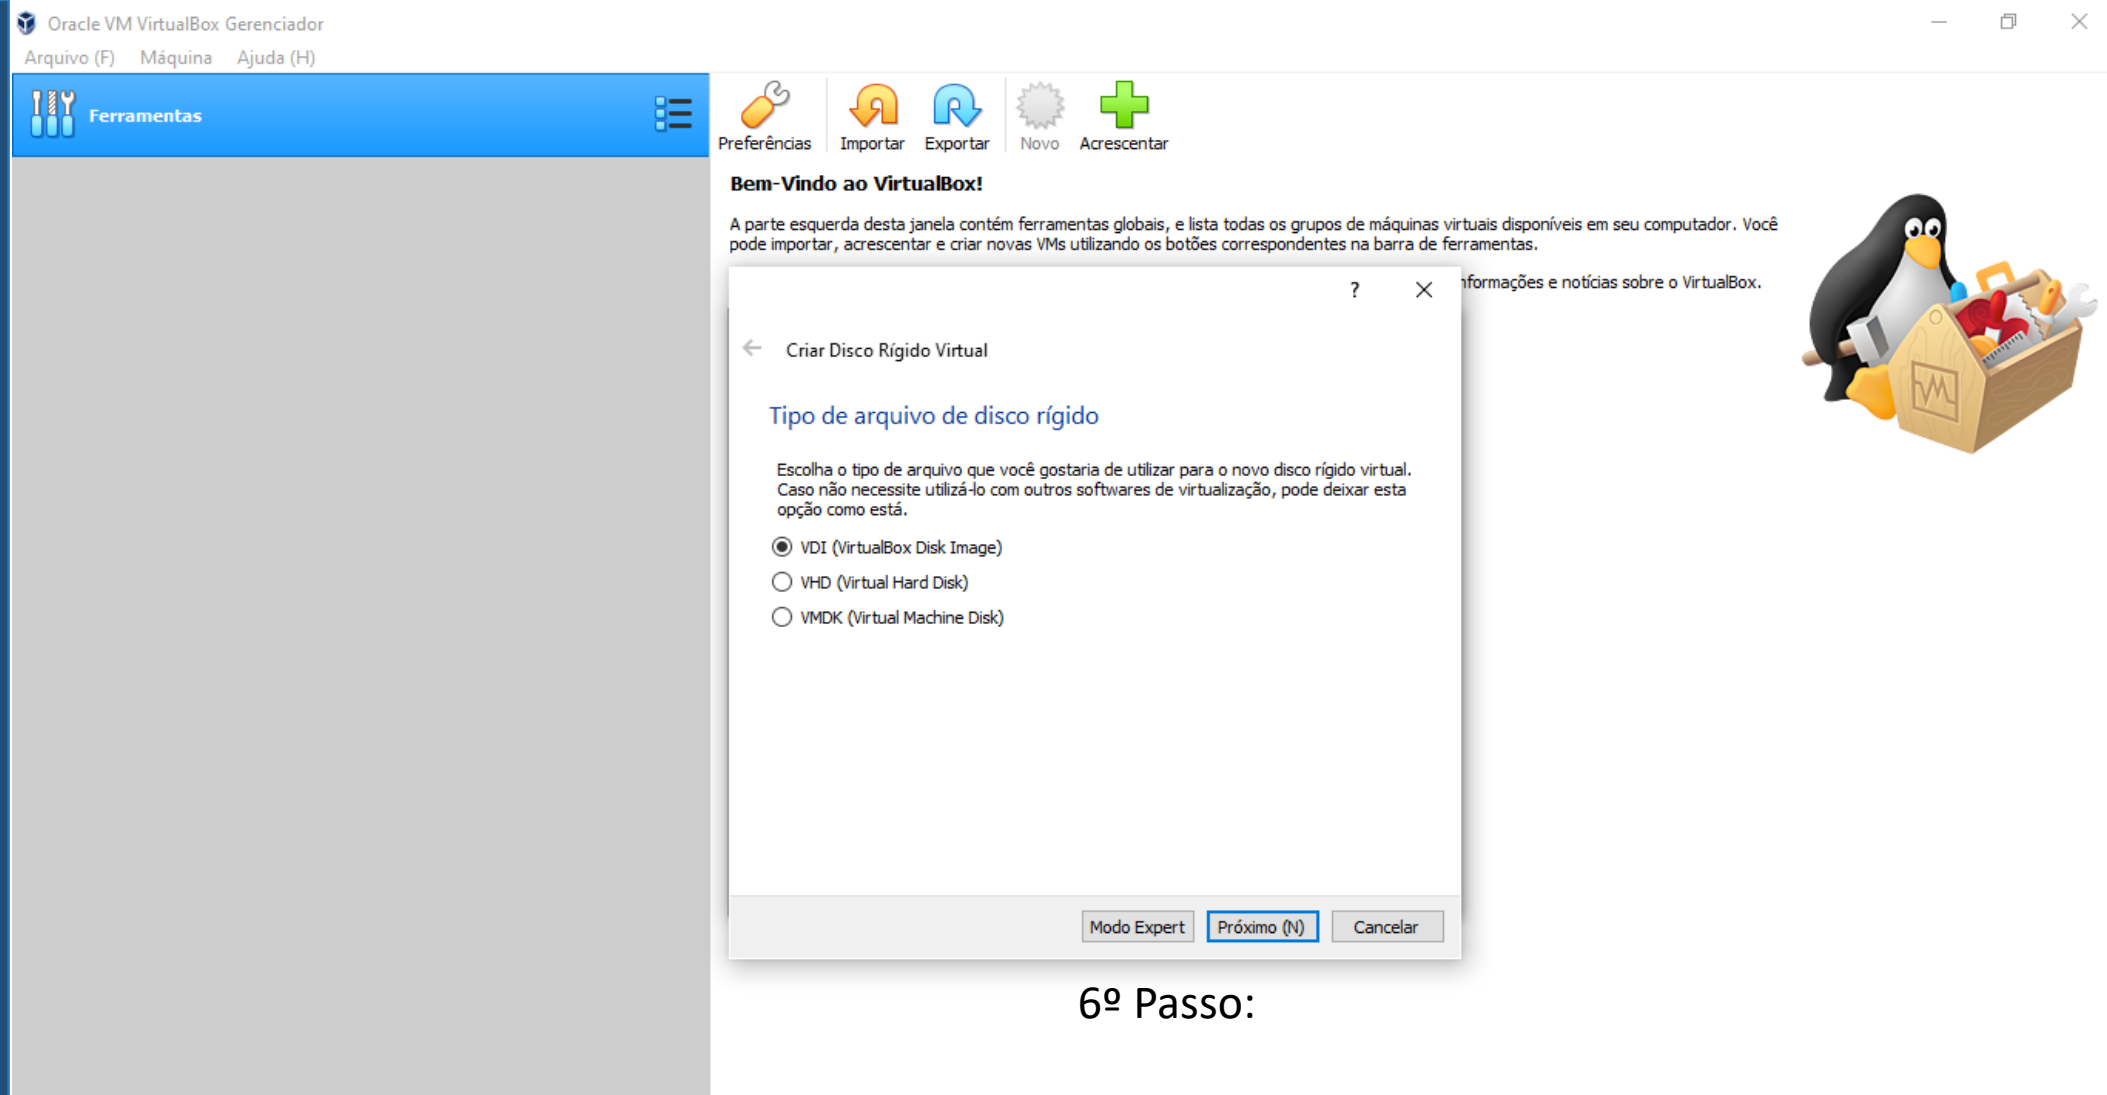 Oracle VM VirtualBox Gerenciador
Arquivo (F) Máquina Ajuda (H)
Ferramentas
Preferências Importar Exportar Novo Acrescentar
Bem-Vindo ao VirtualBox!
A parte esquerda desta janela contém ferramentas globais, e lista todas os grupos de máquinas virtuais disponíveis em seu computador. Você
pode importar, acrescentar e criar novas VMs utilizando os botões correspondentes na barra de ferramentas.
nformações e notícias sobre o VirtualBox.
?
Criar Disco Rígido Virtual
Tipo de arquivo de disco rígido
Escolha o tipo de arquivo que você gostaria de utilizar para o novo disco rígido virtual.
Caso não necessite utilizá-lo com outros softwares de virtualização, pode deixar esta
opção como está.
VDI (VirtualBox Disk Image)
VHD (Virtual Hard Disk)
VMDK (Virtual Machine Disk)
Modo Expert Próximo (N) Cancelar
6º Passo: